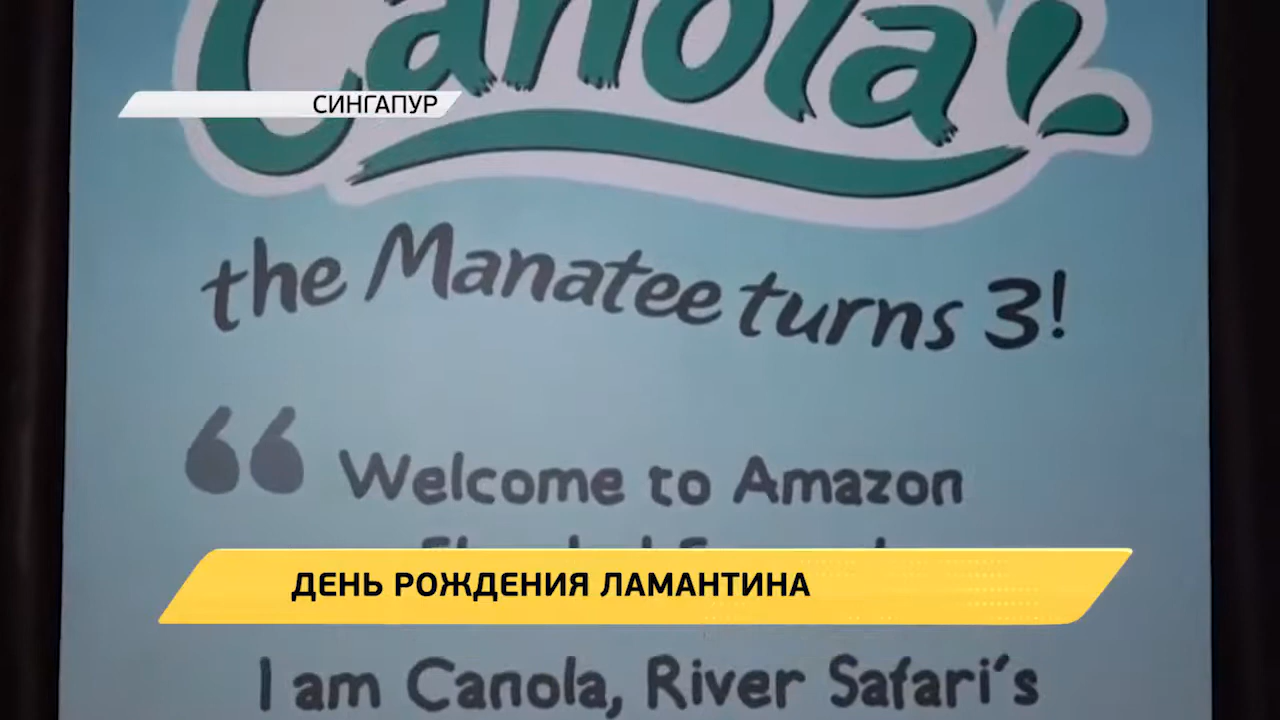 Canola!
СИНГАПУР
the Manatee turns 3!
“ Welcome to Amazon
ДЕНЬ РОЖДЕНИЯ ЛАМАНТИНА
I am Canola, River Safari's